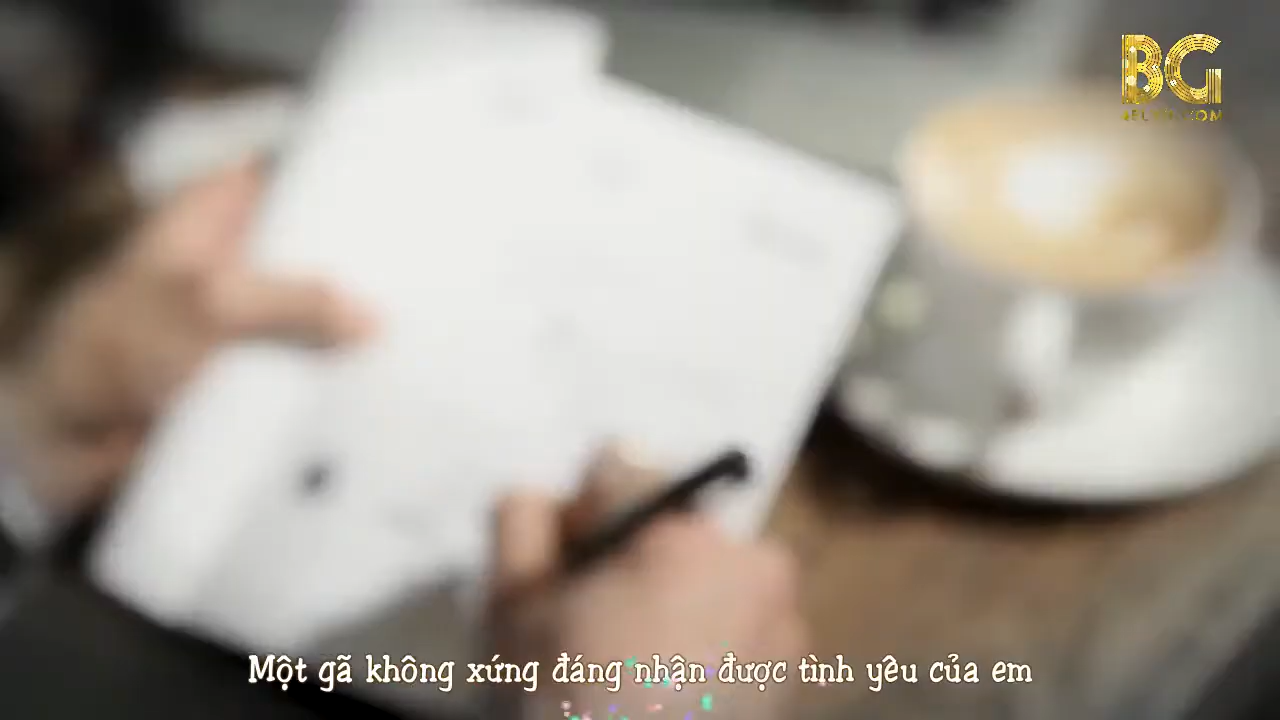 BG
Một gã không xứng đáng nhận được tình yêu của em